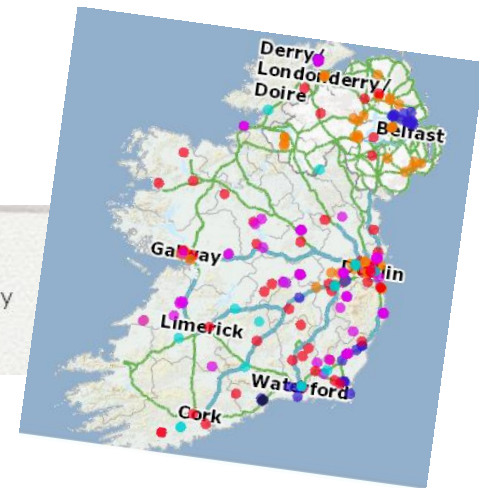 Derry/
Londonderry/
Doire
Belfast
Galway
Dublin
Limerick
Waterford
Cork
y